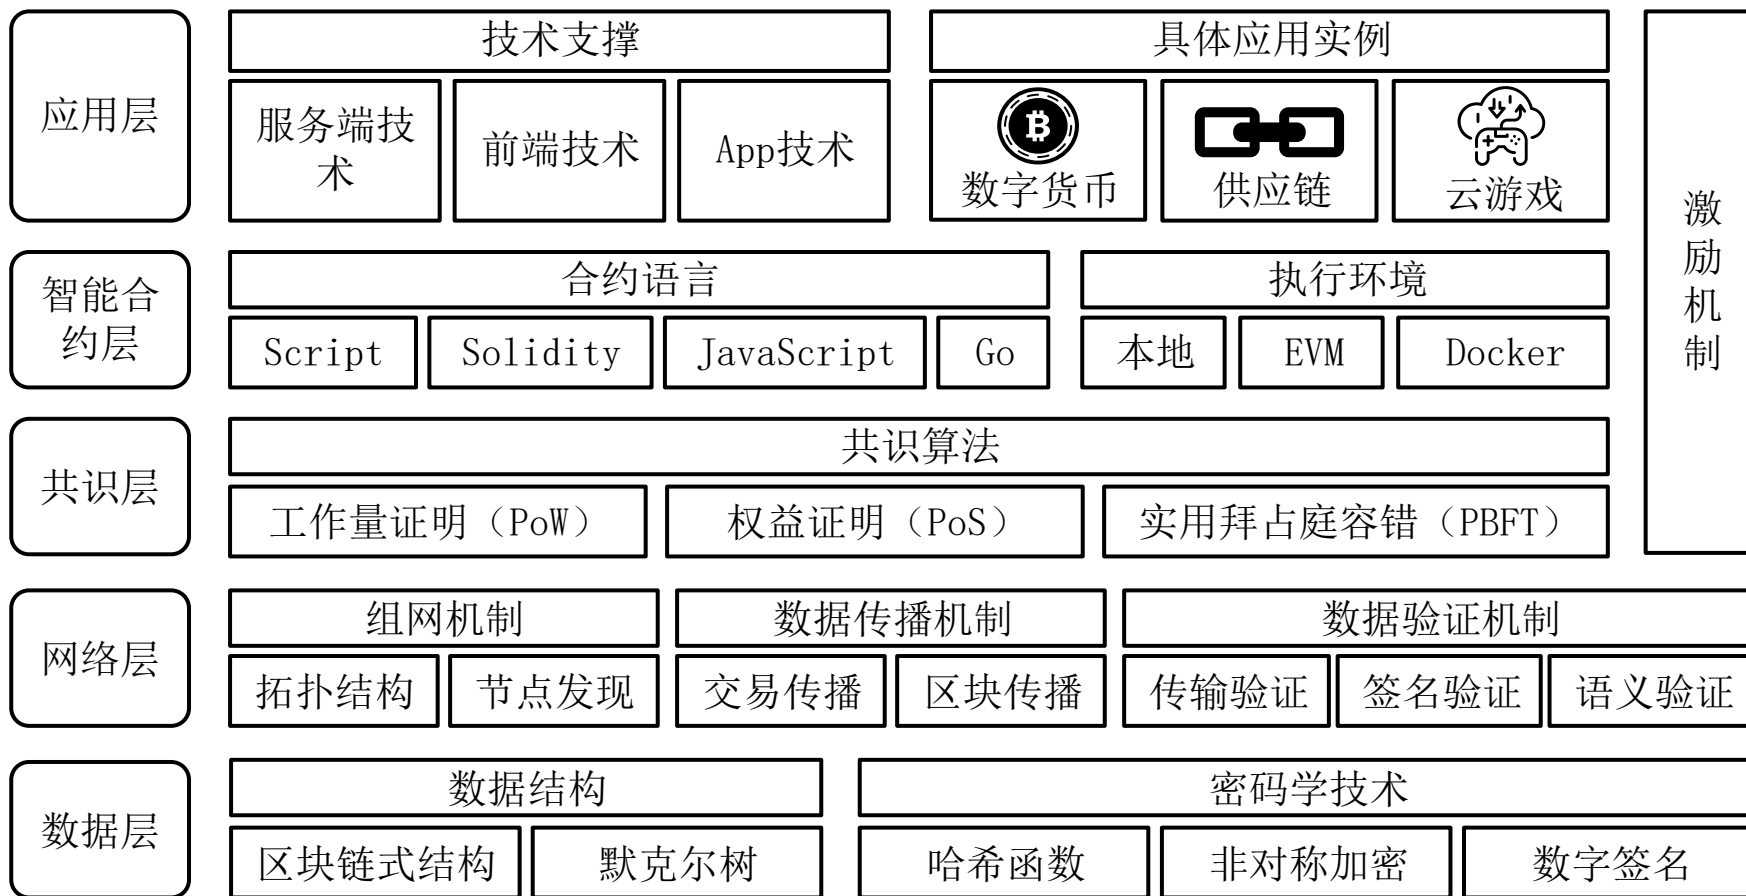 应用层
技术支撑
服务端技
术
前端技术
App技术
具体应用实例
数字货币
供应链
云游戏
激
励
机
制
智能合
约层
合约语言
Script
Solidity
JavaScript
Go
执行环境
本地
EVM
Docker
共识层
共识算法
工作量证明（PoW）
权益证明（PoS）
实用拜占庭容错（PBFT）
网络层
组网机制
拓扑结构
节点发现
数据传播机制
交易传播
区块传播
数据验证机制
传输验证
签名验证
语义验证
数据层
数据结构
区块链式结构
默克尔树
密码学技术
哈希函数
非对称加密
数字签名